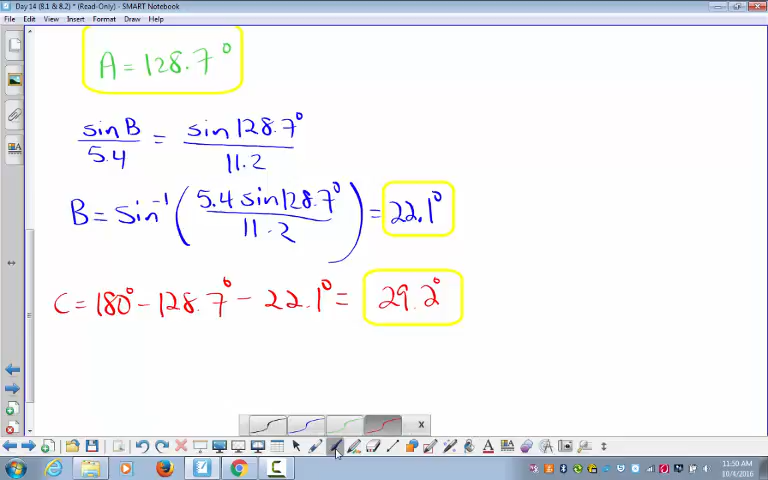 Day 14 (8.1 & 8.2) * (Read-Only) - SMART Notebook
File Edit View Insert Format Draw Help
A = 128.7°
sin B / 5.4 = sin 128.7° / 11.2
B = sin⁻¹ ( 5.4 sin 128.7° / 11.2 ) = 22.1°
C = 180° - 128.7° - 22.1° = 29.2°
11:50 AM
10/4/2016